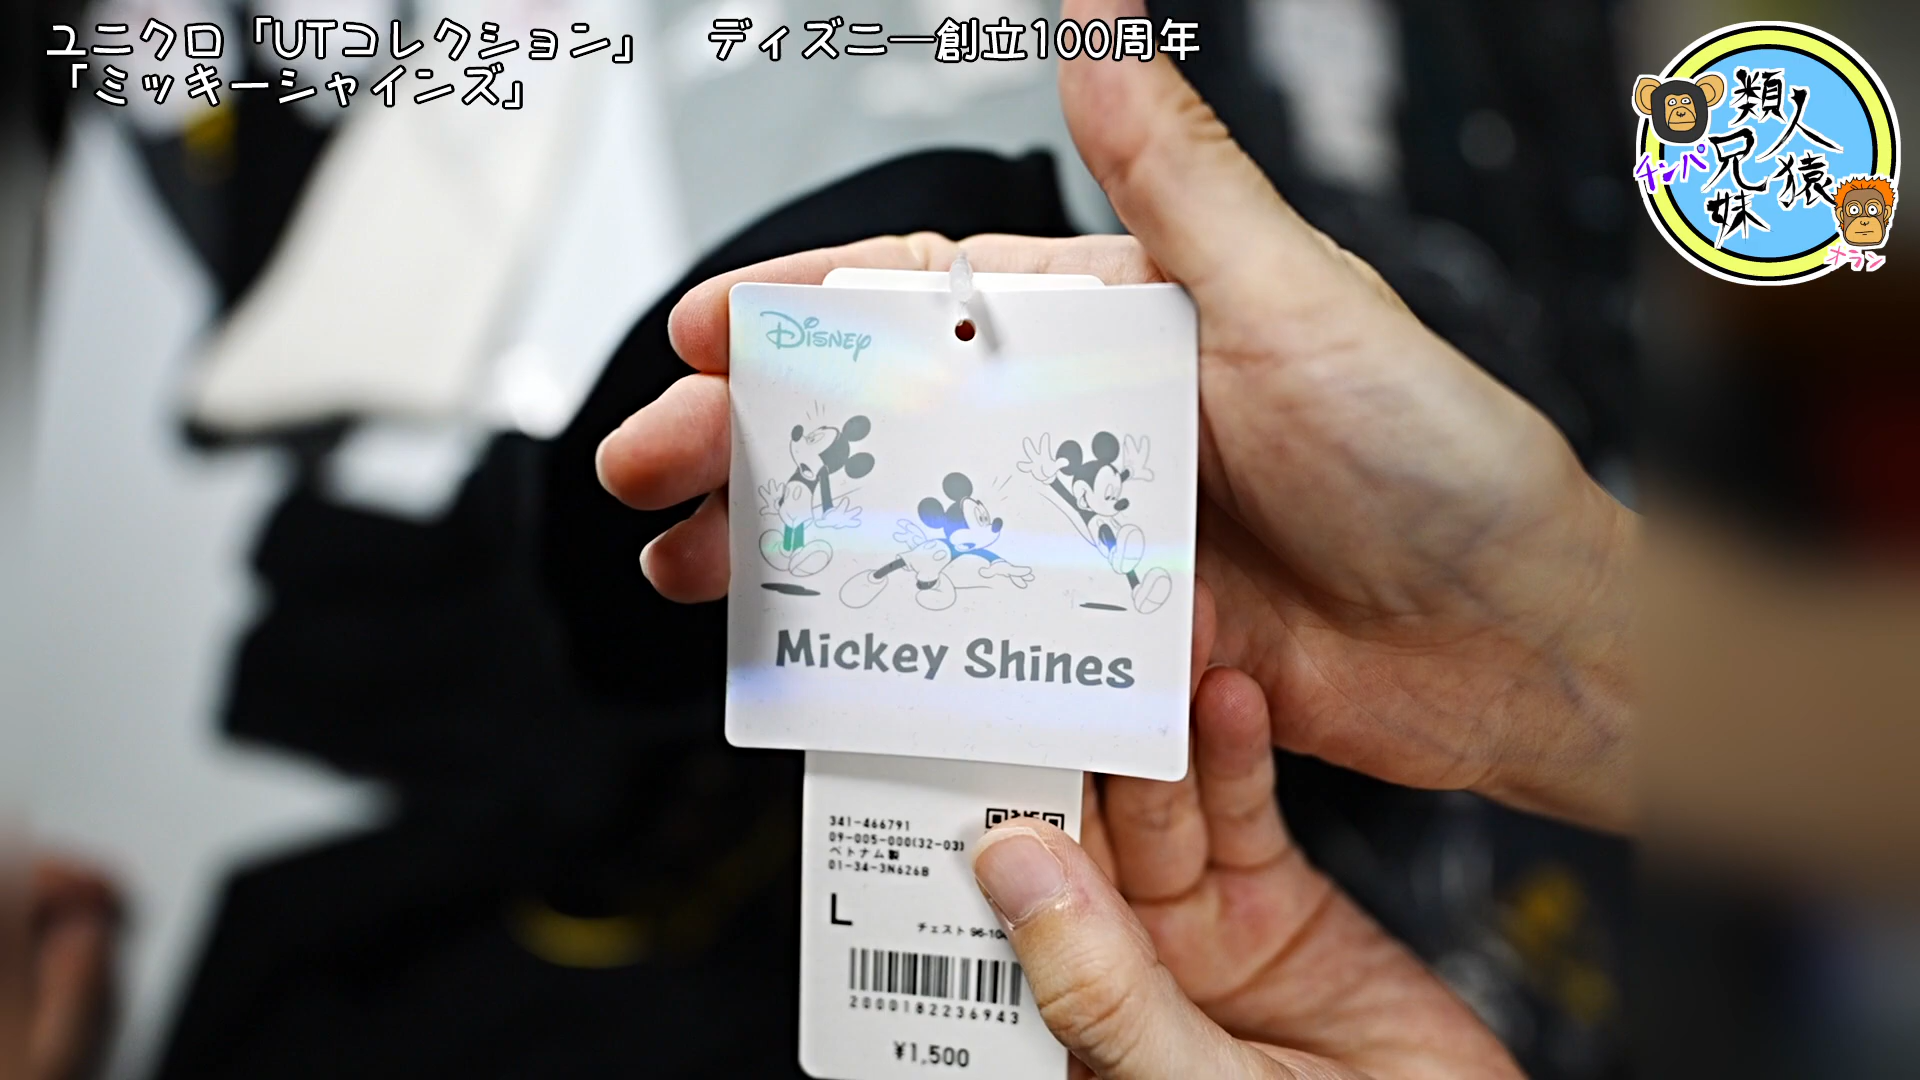 ユニクロ「UTコレクション」　ディズニー創立100周年
「ミッキーシャインズ」
類人猿
兄妹
チンパ
オラン
Disney
Mickey Shines
341-466791
09-005-000(32-03)
ベトナム製
01-34-3N626B
L
チェスト 96-104
2000182236943
¥1,500